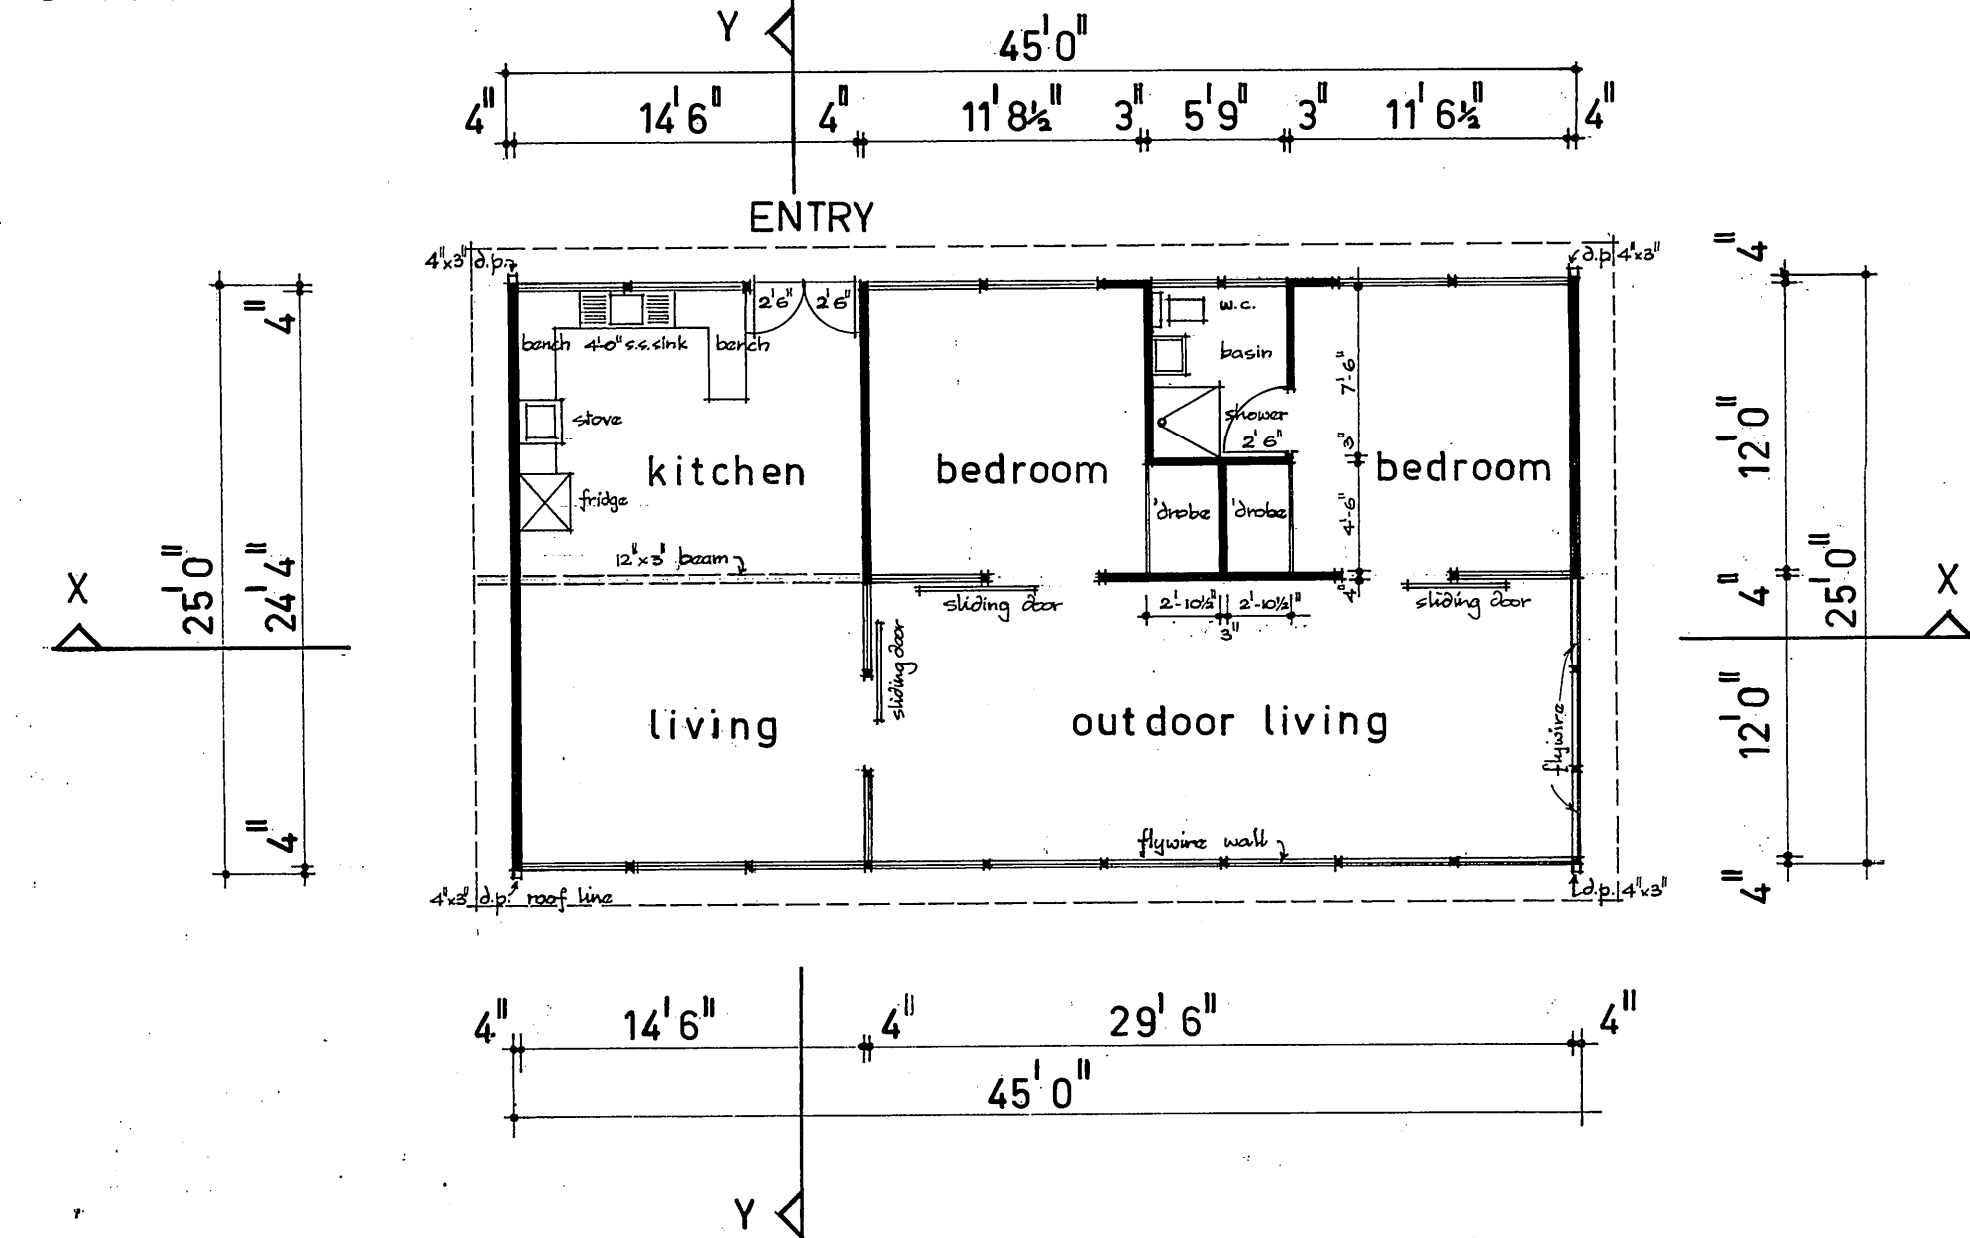 Y
45'0"
4" 14'6" 4" 11'8½" 3" 5'9" 3" 11'6½" 4"
ENTRY
4"x3" d.p. d.p. 4"x3"
4"
4"
2'6" 2'6" w.c.
bench 4'-0" s.s. sink bench basin
7'-6"
stove shower
2'6" 3"
12'0"
kitchen bedroom bedroom
fridge 'drobe 'drobe 4'-6"
12"x3" beam
X 25'0" 24'4" 4" 25'0" X
sliding door 2'-10½" 2'-10½" 4" sliding door
3"
sliding door
living outdoor living
flywire
12'0"
4"
flywire wall
4"x3" d.p. roof line d.p. 4"x3"
4"
4" 14'6" 4" 29'6" 4"
45'0"
Y